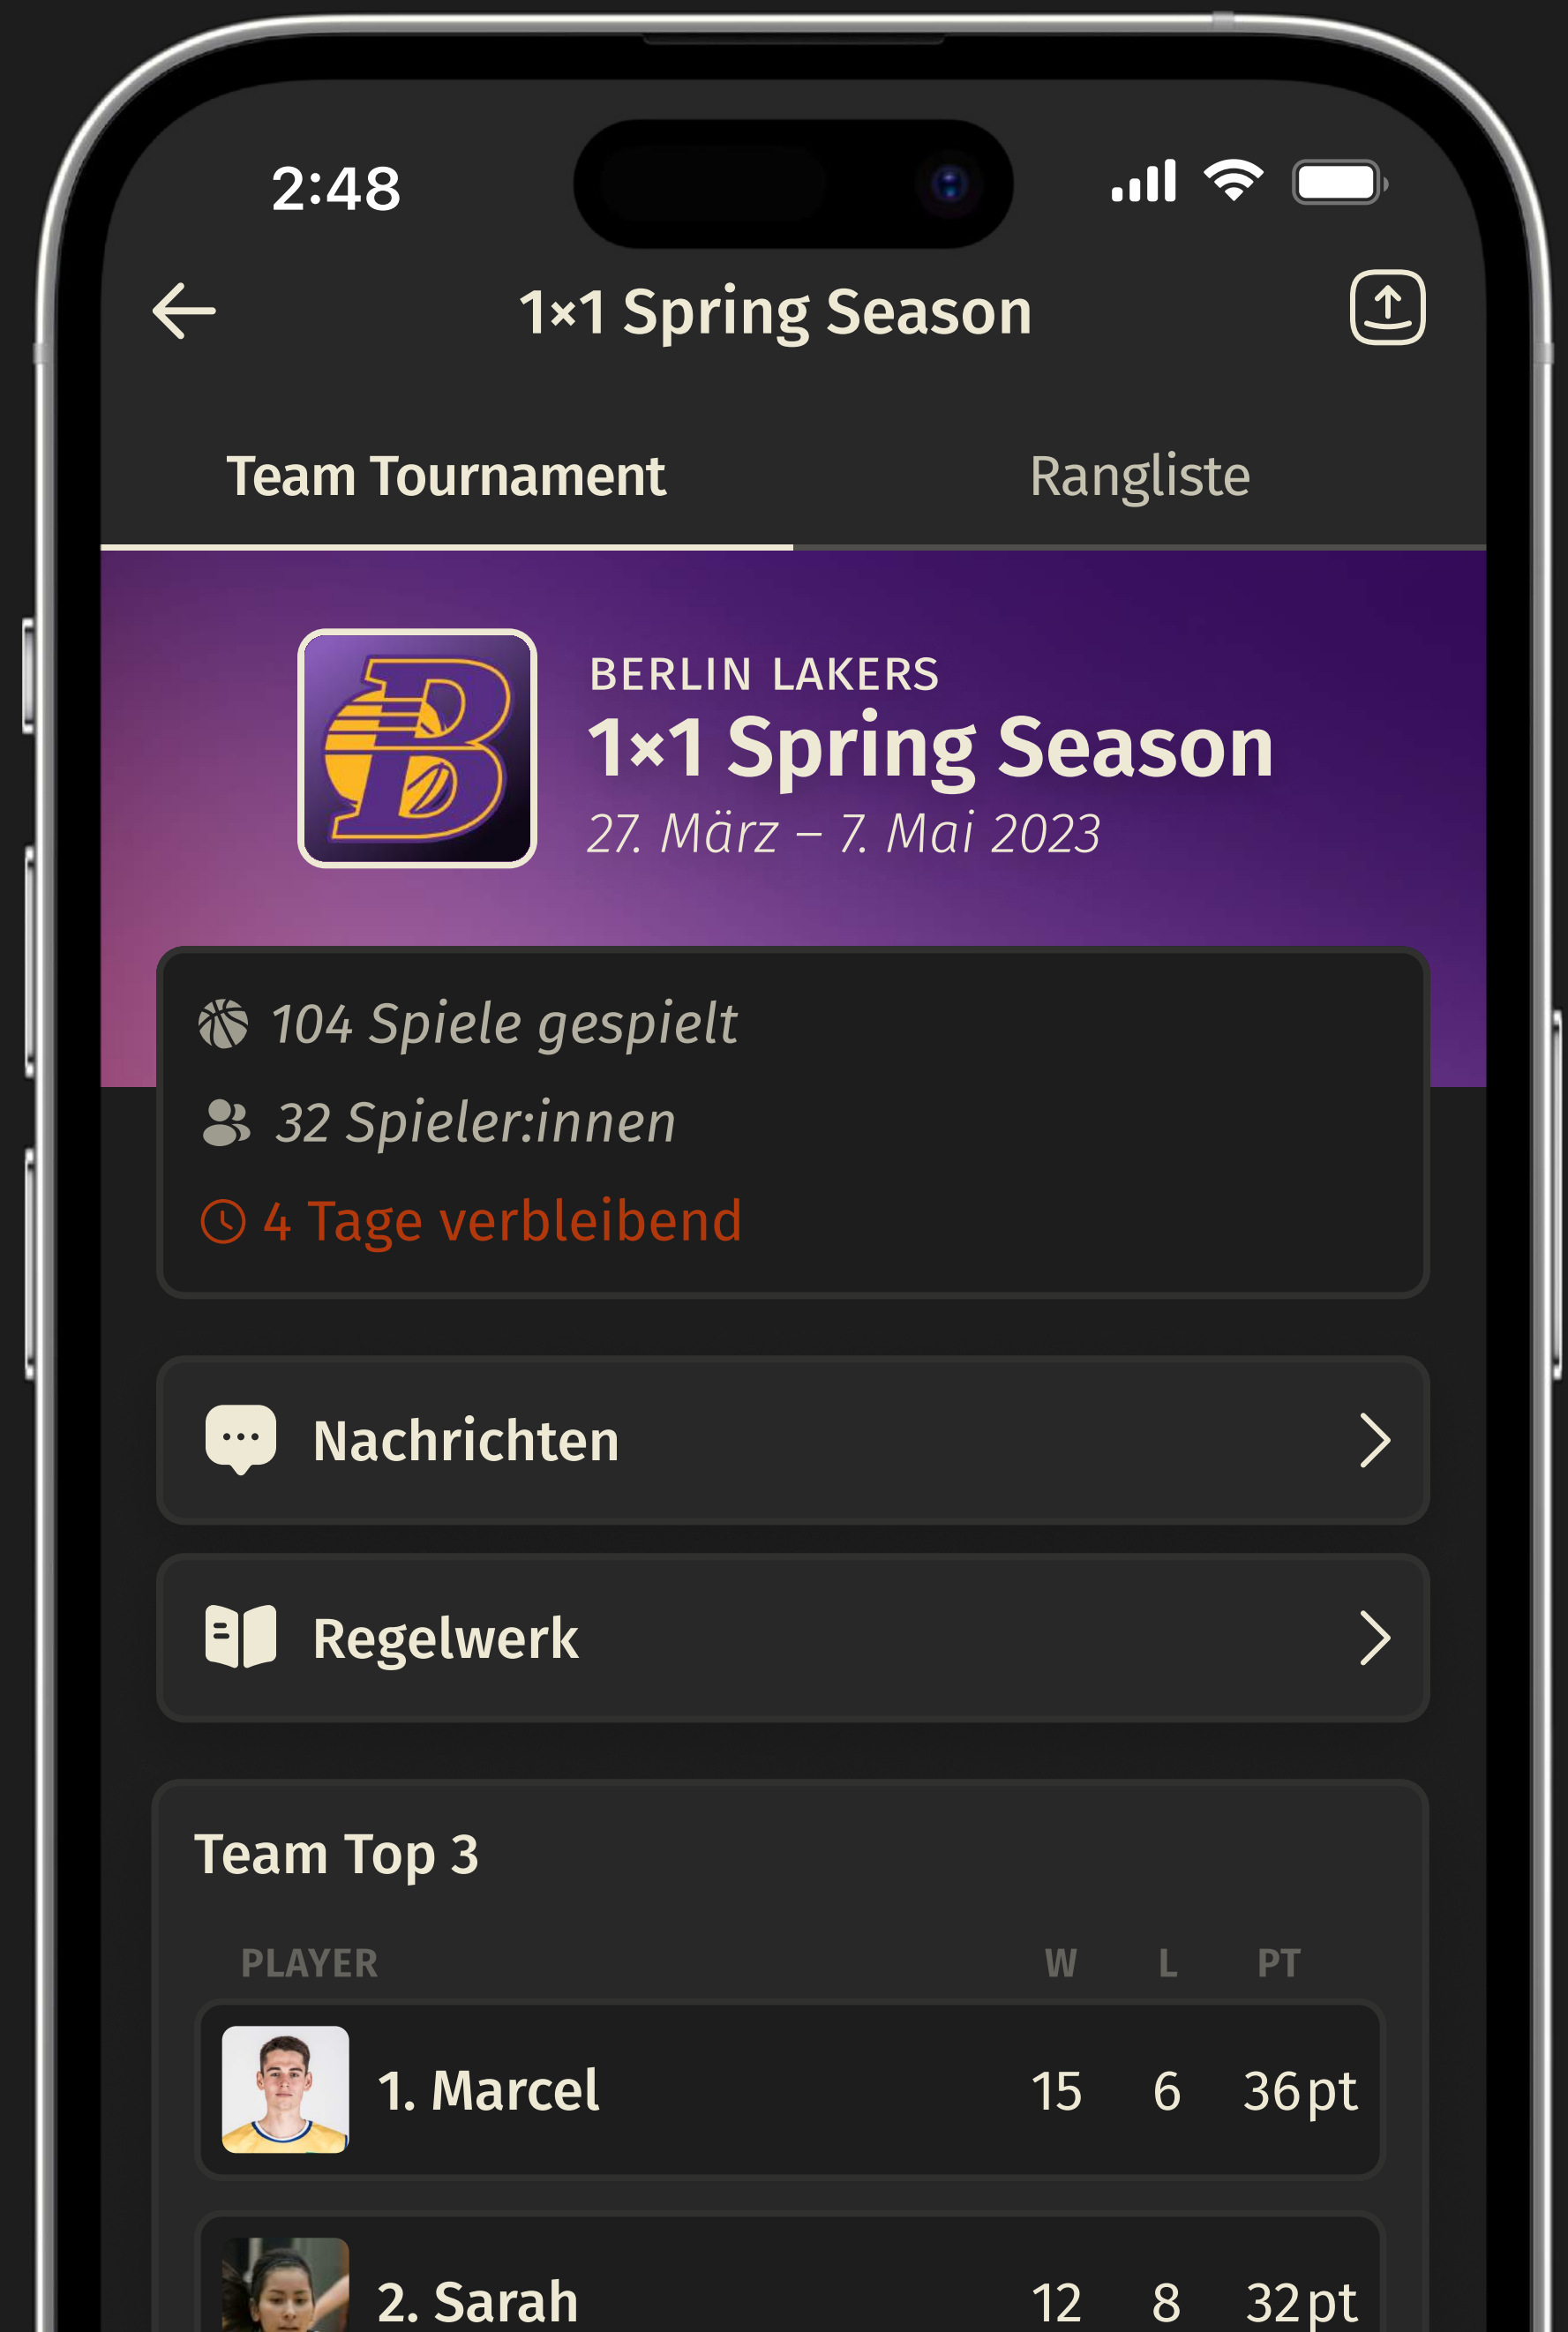 2:48
1×1 Spring Season
Team Tournament
Rangliste
B
BERLIN LAKERS
1×1 Spring Season
27. März – 7. Mai 2023
104 Spiele gespielt
32 Spieler:innen
4 Tage verbleibend
Nachrichten
Regelwerk
Team Top 3
PLAYER W L PT
1. Marcel 15 6 36pt
2. Sarah 12 8 32pt